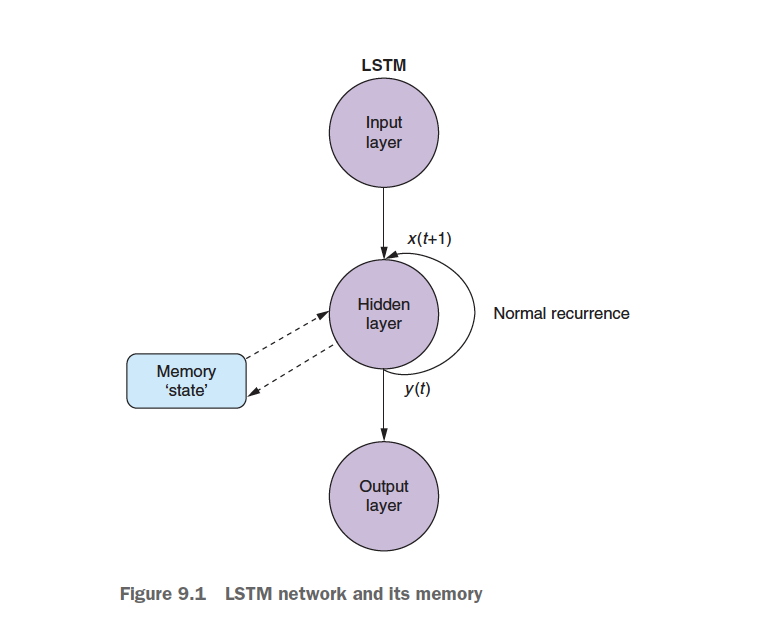 LSTM
Input
layer
x(t+1)
Hidden
layer
Normal recurrence
Memory
‘state’
y(t)
Output
layer
Figure 9.1 LSTM network and its memory